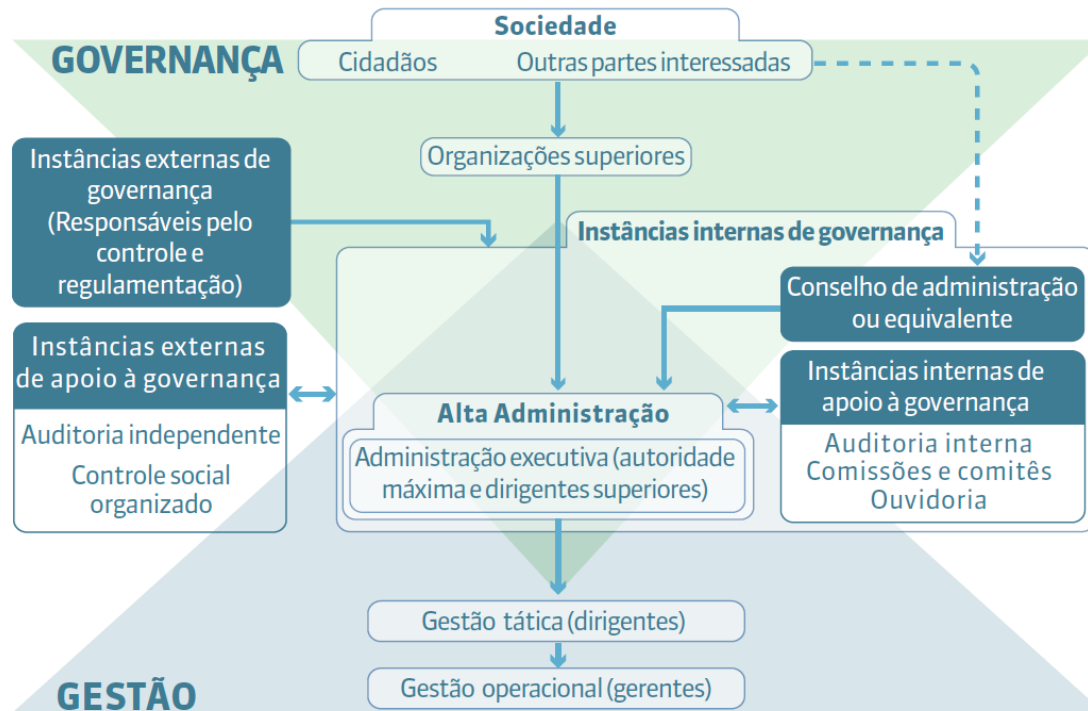 Sociedade
GOVERNANÇA
Cidadãos
Outras partes interessadas
Organizações superiores
Instâncias externas de
governança
(Responsáveis pelo
controle e
regulamentação)
Instâncias internas de governança
Conselho de administração
ou equivalente
Instâncias externas
de apoio à governança
Auditoria independente
Controle social
organizado
Alta Administração
Administração executiva (autoridade
máxima e dirigentes superiores)
Instâncias internas de
apoio à governança
Auditoria interna
Comissões e comitês
Ouvidoria
Gestão tática (dirigentes)
Gestão operacional (gerentes)
GESTÃO